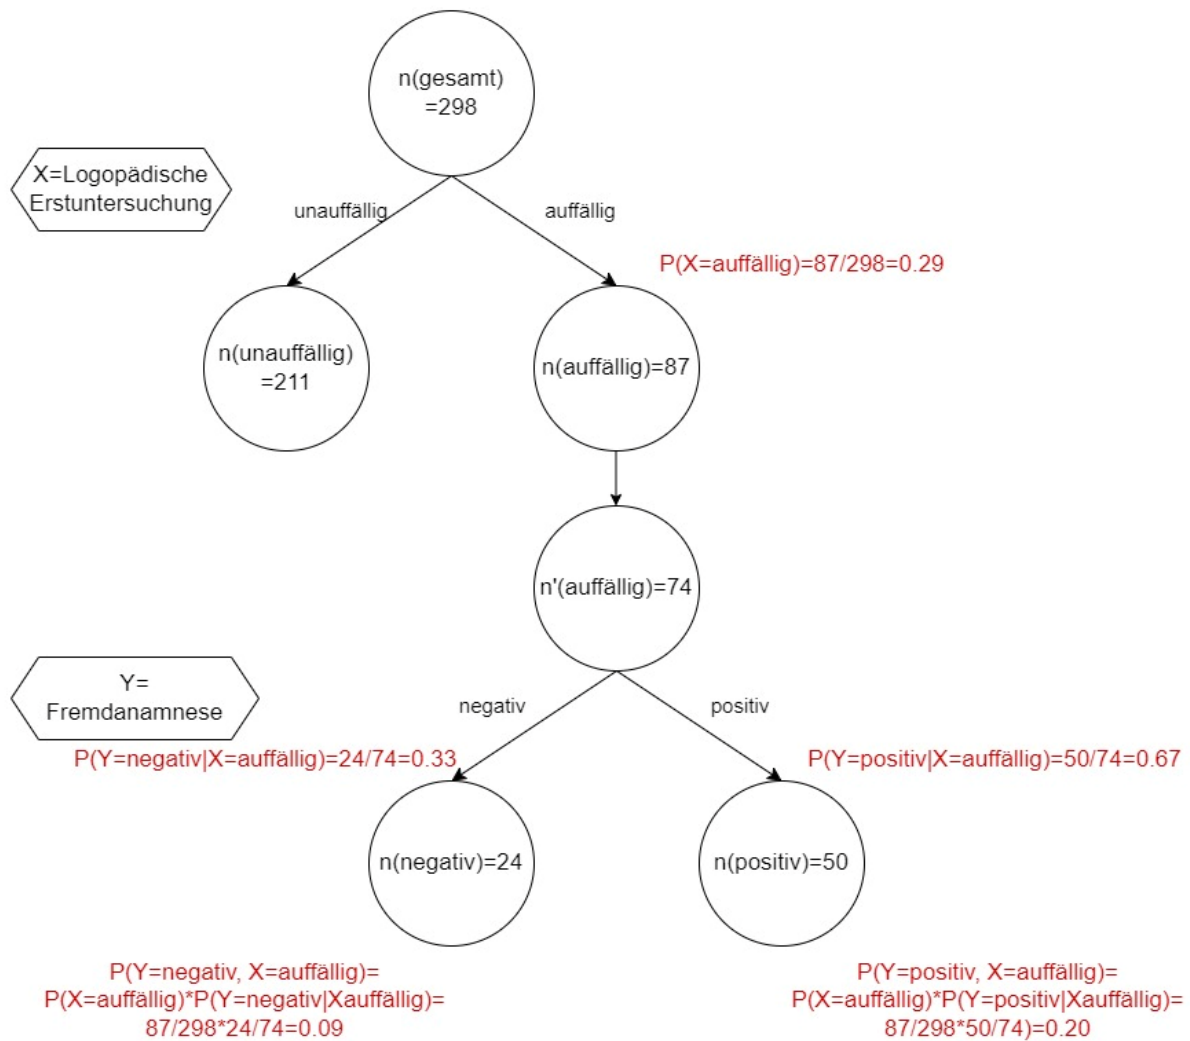 n(gesamt)
=298
X=Logopädische
Erstuntersuchung
unauffällig
auffällig
P(X=auffällig)=87/298=0.29
n(unauffällig)
=211
n(auffällig)=87
n'(auffällig)=74
Y=
Fremdanamnese
negativ
positiv
P(Y=negativ|X=auffällig)=24/74=0.33
P(Y=positiv|X=auffällig)=50/74=0.67
n(negativ)=24
n(positiv)=50
P(Y=negativ, X=auffällig)=
P(X=auffällig)*P(Y=negativ|Xauffällig)=
87/298*24/74=0.09
P(Y=positiv, X=auffällig)=
P(X=auffällig)*P(Y=positiv|Xauffällig)=
87/298*50/74)=0.20